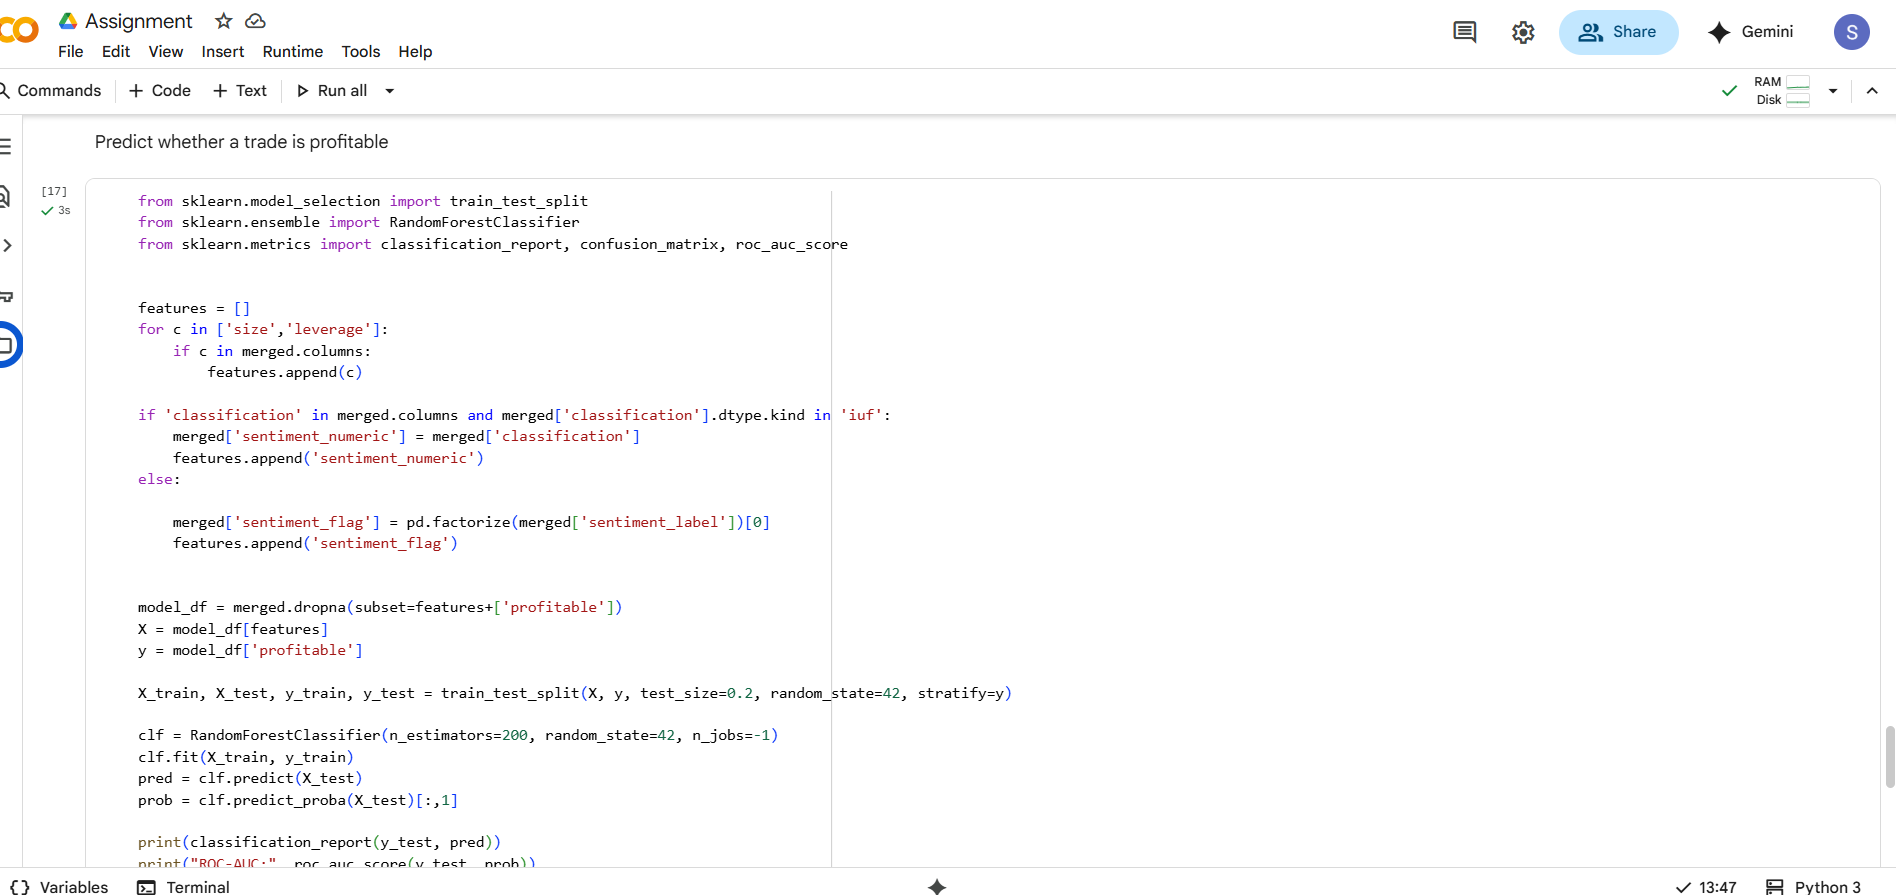 Assignment
File Edit View Insert Runtime Tools Help
Share
Gemini
S
Commands + Code + Text Run all
RAM
Disk
Predict whether a trade is profitable
[17]
3s
from sklearn.model_selection import train_test_split
from sklearn.ensemble import RandomForestClassifier
from sklearn.metrics import classification_report, confusion_matrix, roc_auc_score
features = []
for c in ['size','leverage']:
    if c in merged.columns:
        features.append(c)
if 'classification' in merged.columns and merged['classification'].dtype.kind in 'iuf':
    merged['sentiment_numeric'] = merged['classification']
    features.append('sentiment_numeric')
else:
    merged['sentiment_flag'] = pd.factorize(merged['sentiment_label'])[0]
    features.append('sentiment_flag')
model_df = merged.dropna(subset=features+['profitable'])
X = model_df[features]
y = model_df['profitable']
X_train, X_test, y_train, y_test = train_test_split(X, y, test_size=0.2, random_state=42, stratify=y)
clf = RandomForestClassifier(n_estimators=200, random_state=42, n_jobs=-1)
clf.fit(X_train, y_train)
pred = clf.predict(X_test)
prob = clf.predict_proba(X_test)[:,1]
print(classification_report(y_test, pred))
print("ROC-AUC:", roc_auc_score(y_test, prob))
{} Variables Terminal
13:47 Python 3